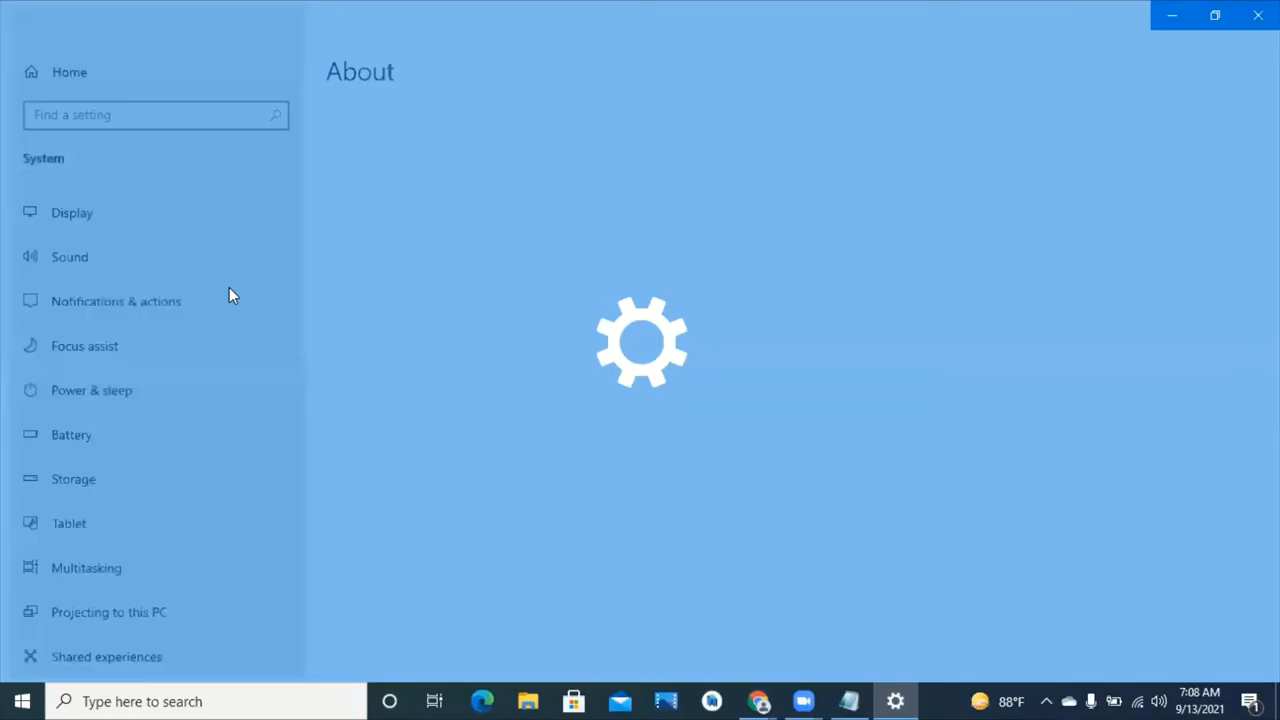 Home
About
Find a setting
System
Display
Sound
Notifications & actions
Focus assist
Power & sleep
Battery
Storage
Tablet
Multitasking
Projecting to this PC
Shared experiences
Type here to search
88°F
7:08 AM
9/13/2021
1